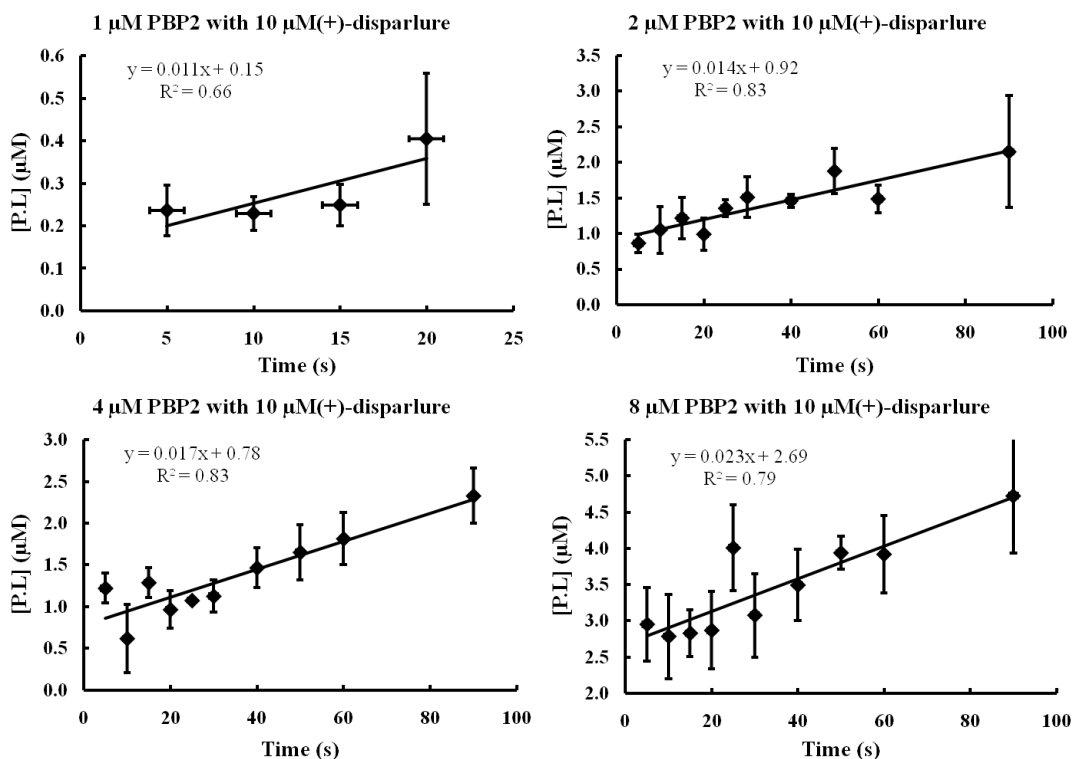 1 µM PBP2 with 10 µM(+)-disparlure
y = 0.011x + 0.15
R² = 0.66
[P.L] (µM)
0.6
0.5
0.4
0.3
0.2
0.1
0.0
0 5 10 15 20 25
Time (s)
2 µM PBP2 with 10 µM(+)-disparlure
y = 0.014x + 0.92
R² = 0.83
[P.L] (µM)
3.5
3.0
2.5
2.0
1.5
1.0
0.5
0.0
0 20 40 60 80 100
Time (s)
4 µM PBP2 with 10 µM(+)-disparlure
y = 0.017x + 0.78
R² = 0.83
[P.L] (µM)
3.0
2.5
2.0
1.5
1.0
0.5
0.0
0 20 40 60 80 100
Time (s)
8 µM PBP2 with 10 µM(+)-disparlure
y = 0.023x + 2.69
R² = 0.79
[P.L] (µM)
5.5
5.0
4.5
4.0
3.5
3.0
2.5
2.0
0 20 40 60 80 100
Time (s)